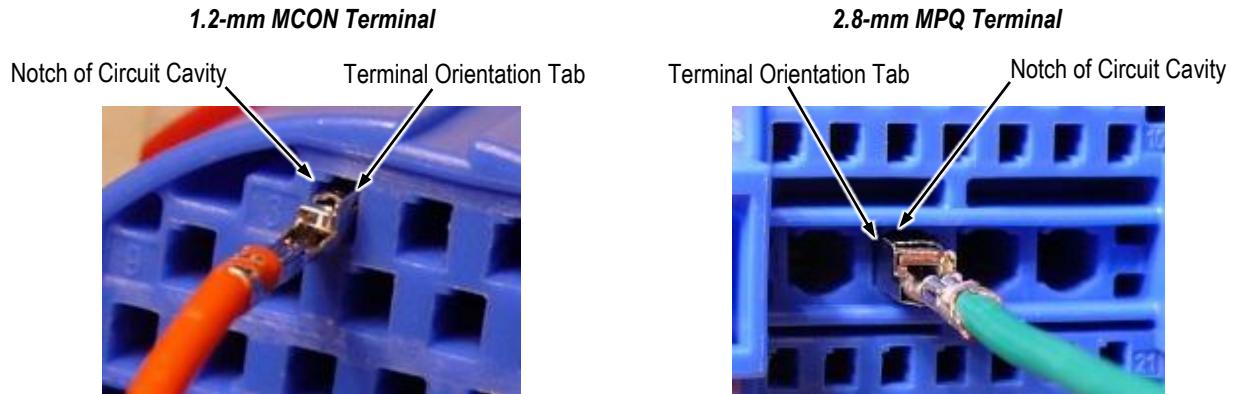 1.2-mm MCON Terminal
Notch of Circuit Cavity
Terminal Orientation Tab
2.8-mm MPQ Terminal
Terminal Orientation Tab
Notch of Circuit Cavity
21